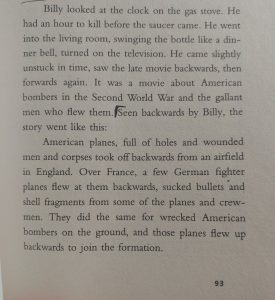 Billy looked at the clock on the gas stove. He
had an hour to kill before the saucer came. He went
into the living room, swinging the bottle like a din-
ner bell, turned on the television. He came slightly
unstuck in time, saw the late movie backwards, then
forwards again. It was a movie about American
bombers in the Second World War and the gallant
men who flew them. Seen backwards by Billy, the
story went like this:
American planes, full of holes and wounded
men and corpses took off backwards from an airfield
in England. Over France, a few German fighter
planes flew at them backwards, sucked bullets and
shell fragments from some of the planes and crew-
men. They did the same for wrecked American
bombers on the ground, and those planes flew up
backwards to join the formation.
93